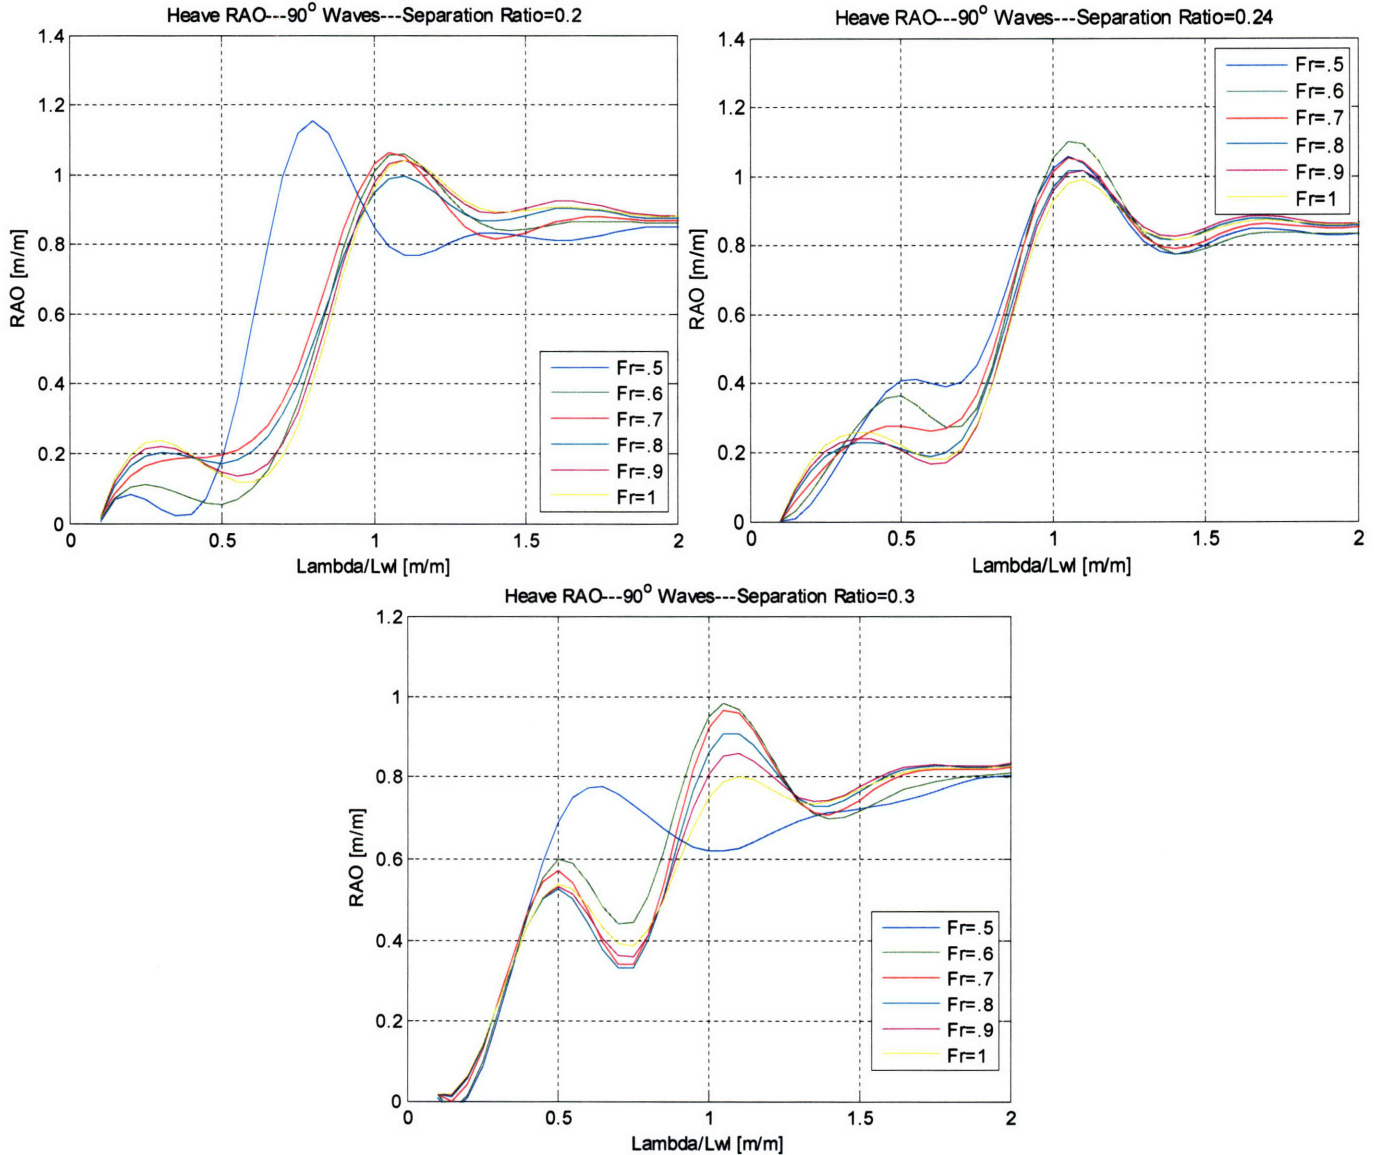 Heave RAO---90° Waves---Separation Ratio=0.2
1.4
1.2
1
0.8
0.6
0.4
0.2
0
RAO [m/m]
Fr=.5
Fr=.6
Fr=.7
Fr=.8
Fr=.9
Fr=1
0 0.5 1 1.5 2
Lambda/Lwl [m/m]
Heave RAO---90° Waves---Separation Ratio=0.24
1.4
1.2
1
0.8
0.6
0.4
0.2
0
RAO [m/m]
Fr=.5
Fr=.6
Fr=.7
Fr=.8
Fr=.9
Fr=1
0 0.5 1 1.5 2
Lambda/Lwl [m/m]
Heave RAO---90° Waves---Separation Ratio=0.3
1.2
1
0.8
0.6
0.4
0.2
0
RAO [m/m]
Fr=.5
Fr=.6
Fr=.7
Fr=.8
Fr=.9
Fr=1
0 0.5 1 1.5 2
Lambda/Lwl [m/m]